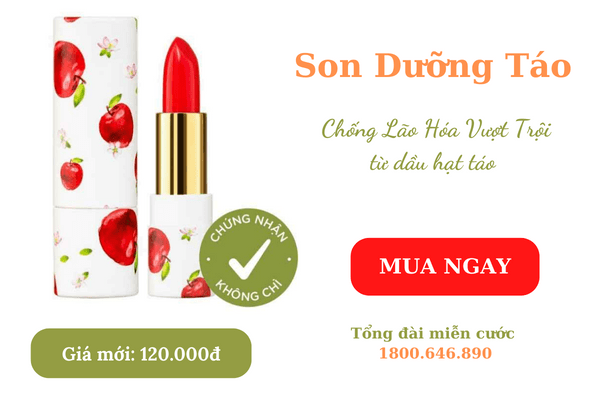 Son Dưỡng Táo
Chống Lão Hóa Vượt Trội
từ dầu hạt táo
CHỨNG NHẬN
KHÔNG CHÌ
MUA NGAY
Giá mới: 120.000đ
Tổng đài miễn cước
1800.646.890